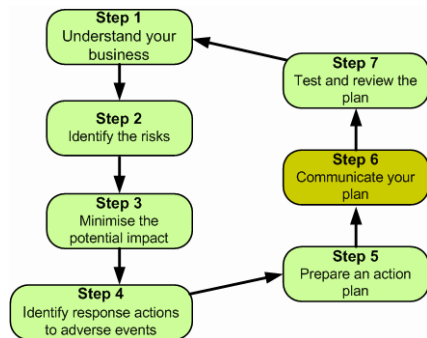 Step 1
Understand your
business
Step 2
Identify the risks
Step 3
Minimise the
potential impact
Step 4
Identify response actions
to adverse events
Step 5
Prepare an action
plan
Step 6
Communicate your
plan
Step 7
Test and review the
plan